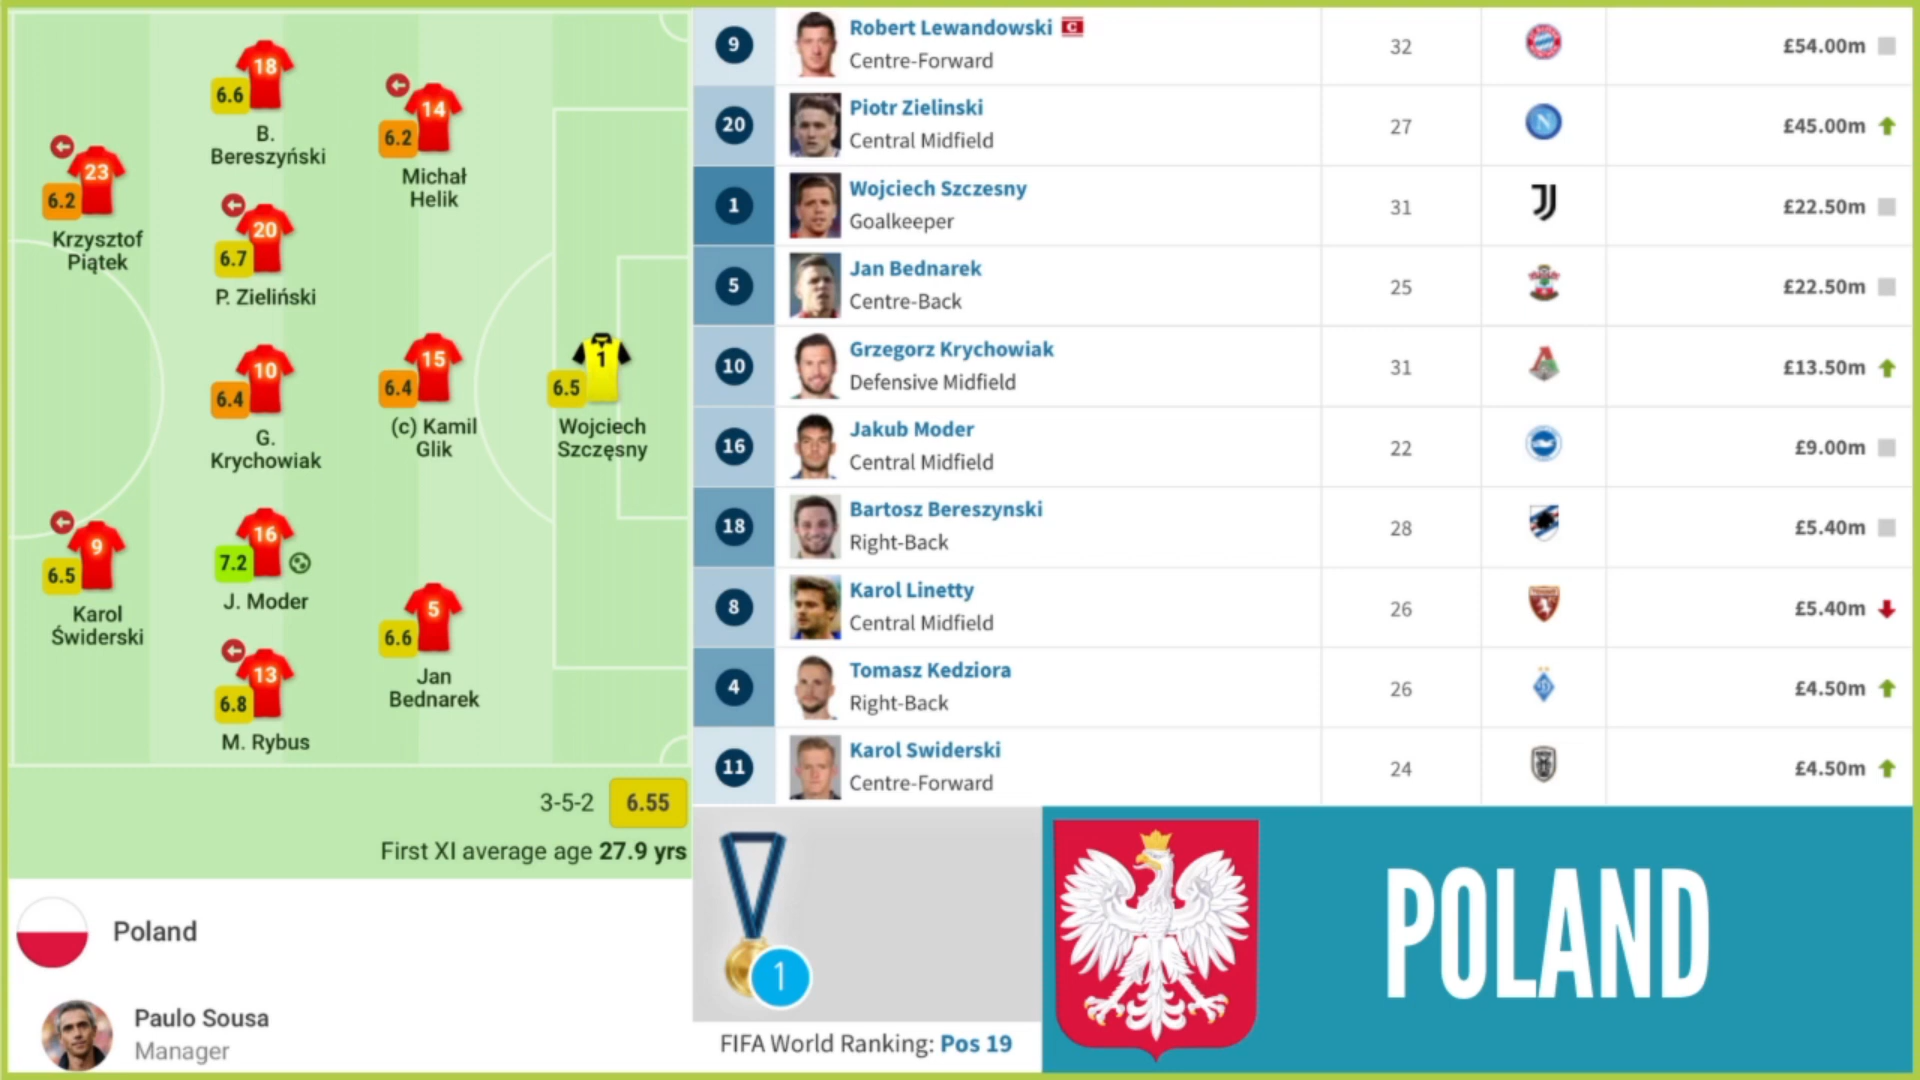 18
6.6
B.
Bereszyński
14
6.2
Michał
Helik
23
6.2
Krzysztof
Piątek
20
6.7
P. Zieliński
10
6.4
G.
Krychowiak
15
6.4
(c) Kamil
Glik
1
6.5
Wojciech
Szczęsny
9
6.5
Karol
Świderski
16
7.2
J. Moder
5
6.6
Jan
Bednarek
13
6.8
M. Rybus
3-5-2 6.55
First XI average age 27.9 yrs
Poland
Paulo Sousa
Manager
9 Robert Lewandowski C 32 £54.00m
Centre-Forward
20 Piotr Zielinski 27 N £45.00m
Central Midfield
1 Wojciech Szczesny 31 £22.50m
Goalkeeper
5 Jan Bednarek 25 £22.50m
Centre-Back
10 Grzegorz Krychowiak 31 £13.50m
Defensive Midfield
16 Jakub Moder 22 £9.00m
Central Midfield
18 Bartosz Bereszynski 28 £5.40m
Right-Back
8 Karol Linetty 26 £5.40m
Central Midfield
4 Tomasz Kedziora 26 £4.50m
Right-Back
11 Karol Swiderski 24 £4.50m
Centre-Forward
1
FIFA World Ranking: Pos 19
POLAND